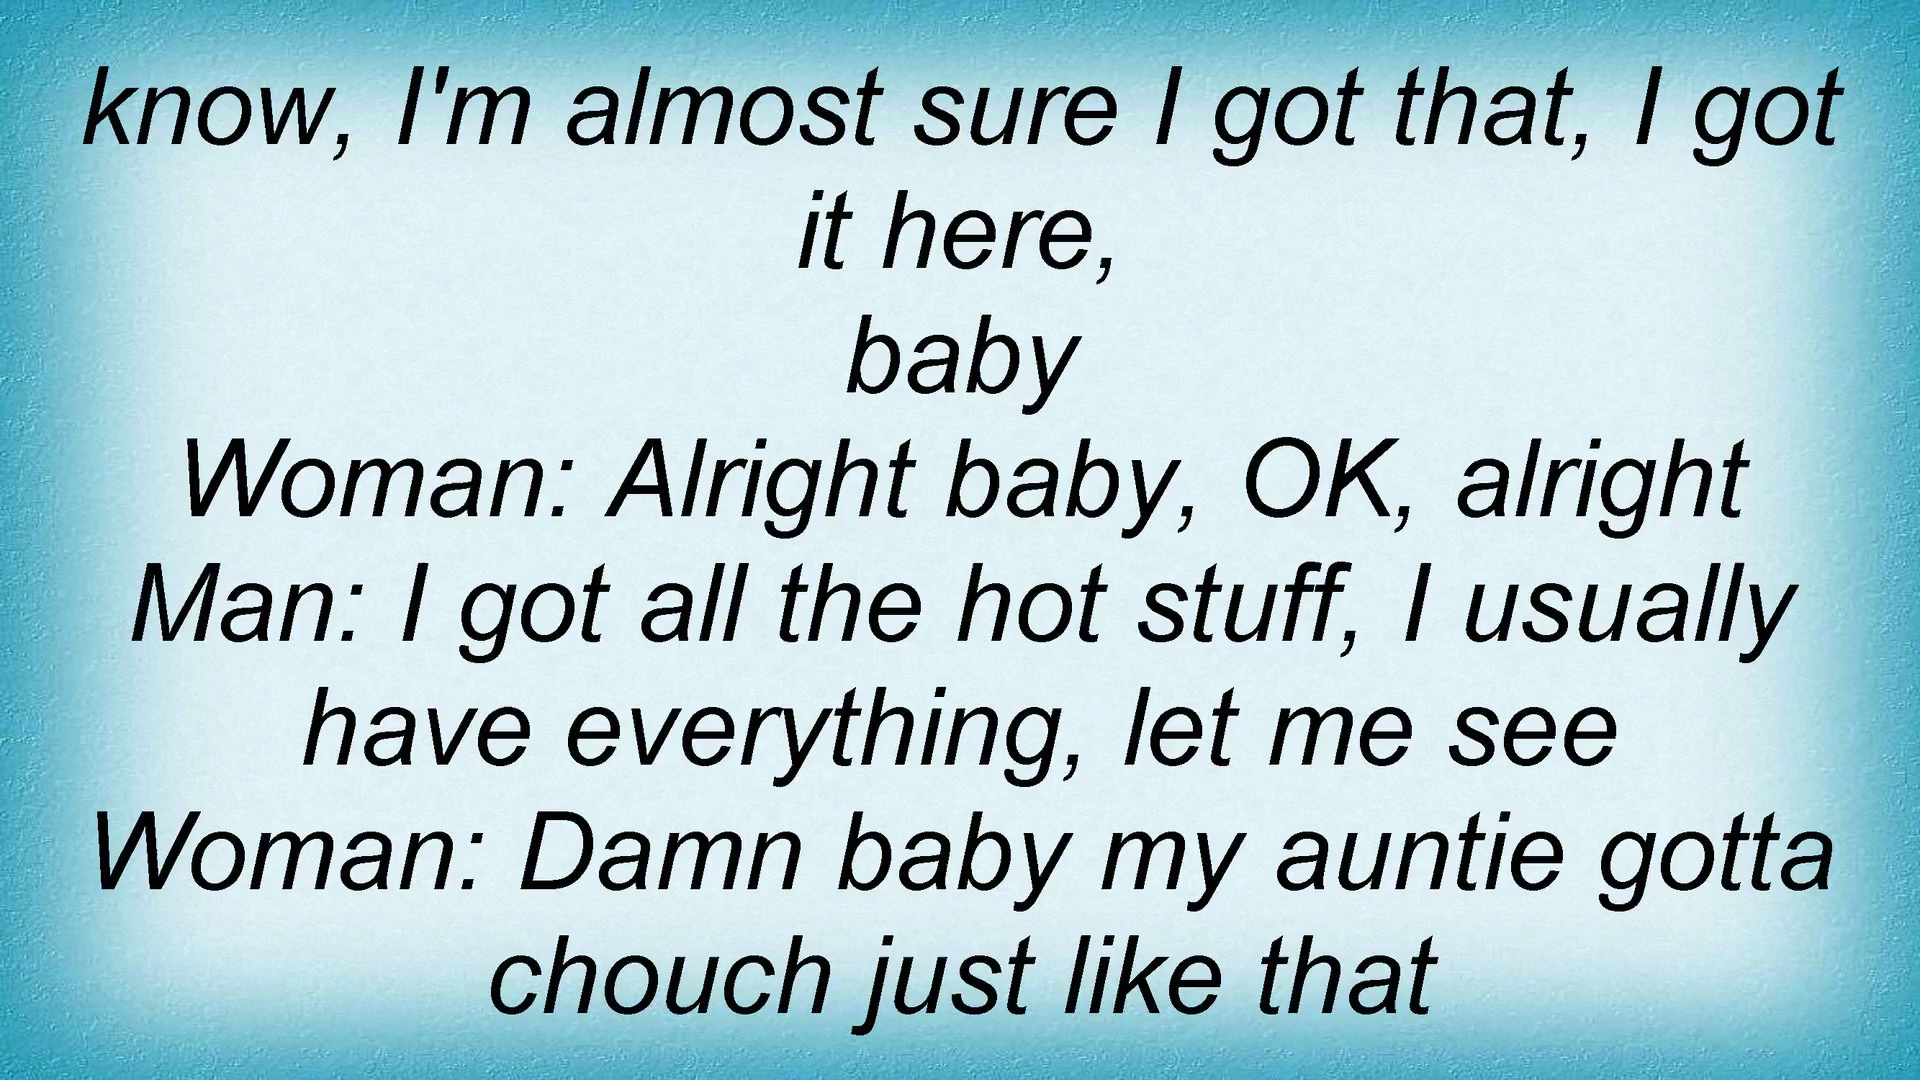 know, I'm almost sure I got that, I got
it here,
baby
Woman: Alright baby, OK, alright
Man: I got all the hot stuff, I usually
have everything, let me see
Woman: Damn baby my auntie gotta
chouch just like that